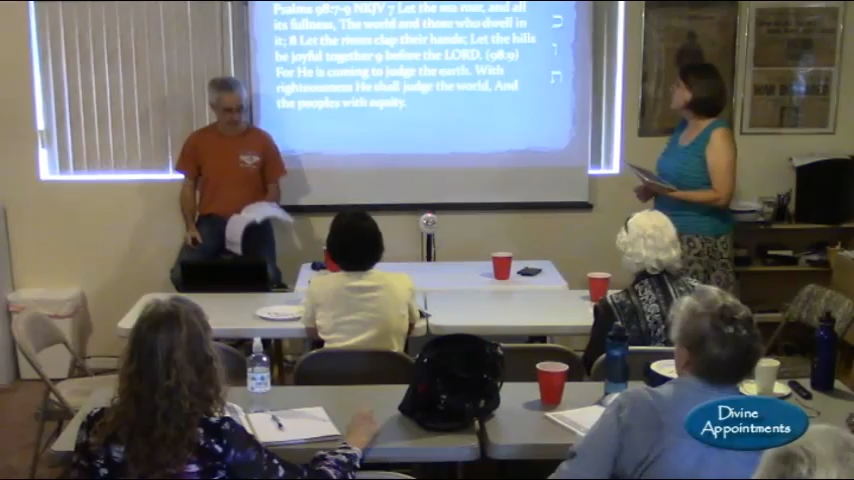 Psalms 98:7-9 NKJV 7 Let the sea roar, and all
its fullness, The world and those who dwell in
it; 8 Let the rivers clap their hands; Let the hills
be joyful together 9 before the LORD, (98:9)
For He is coming to judge the earth. With
righteousness He shall judge the world, And
the peoples with equity.
כ
ו
ת
WAR
Divine
Appointments